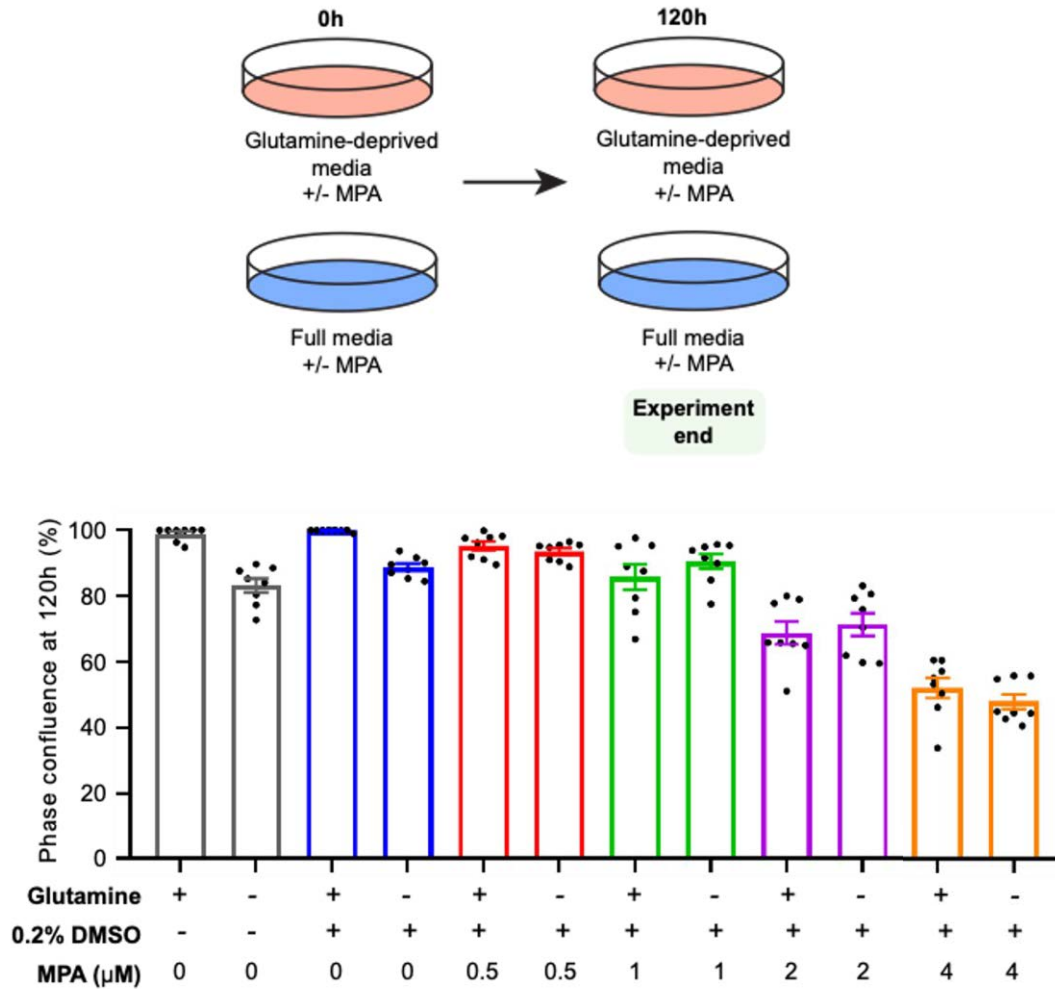 0h 120h
Glutamine-deprived Glutamine-deprived
media media
+/- MPA +/- MPA
Full media Full media
+/- MPA +/- MPA
Experiment
end
Phase confluence at 120h (%)
100
80
60
40
20
0
Glutamine + - + - + - + - + - + -
0.2% DMSO - - + + + + + + + + + +
MPA (μM) 0 0 0 0 0.5 0.5 1 1 2 2 4 4